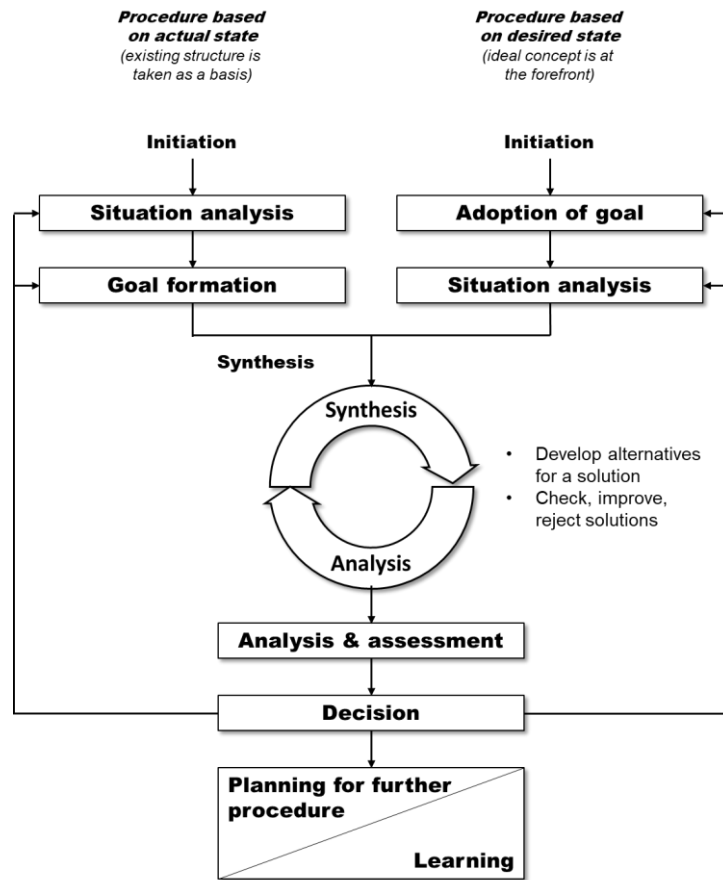 Procedure based
on actual state
(existing structure is
taken as a basis)
Procedure based
on desired state
(ideal concept is at
the forefront)
Initiation
Initiation
Situation analysis
Adoption of goal
Goal formation
Situation analysis
Synthesis
Synthesis
• Develop alternatives
for a solution
• Check, improve,
reject solutions
Analysis
Analysis & assessment
Decision
Planning for further
procedure
Learning